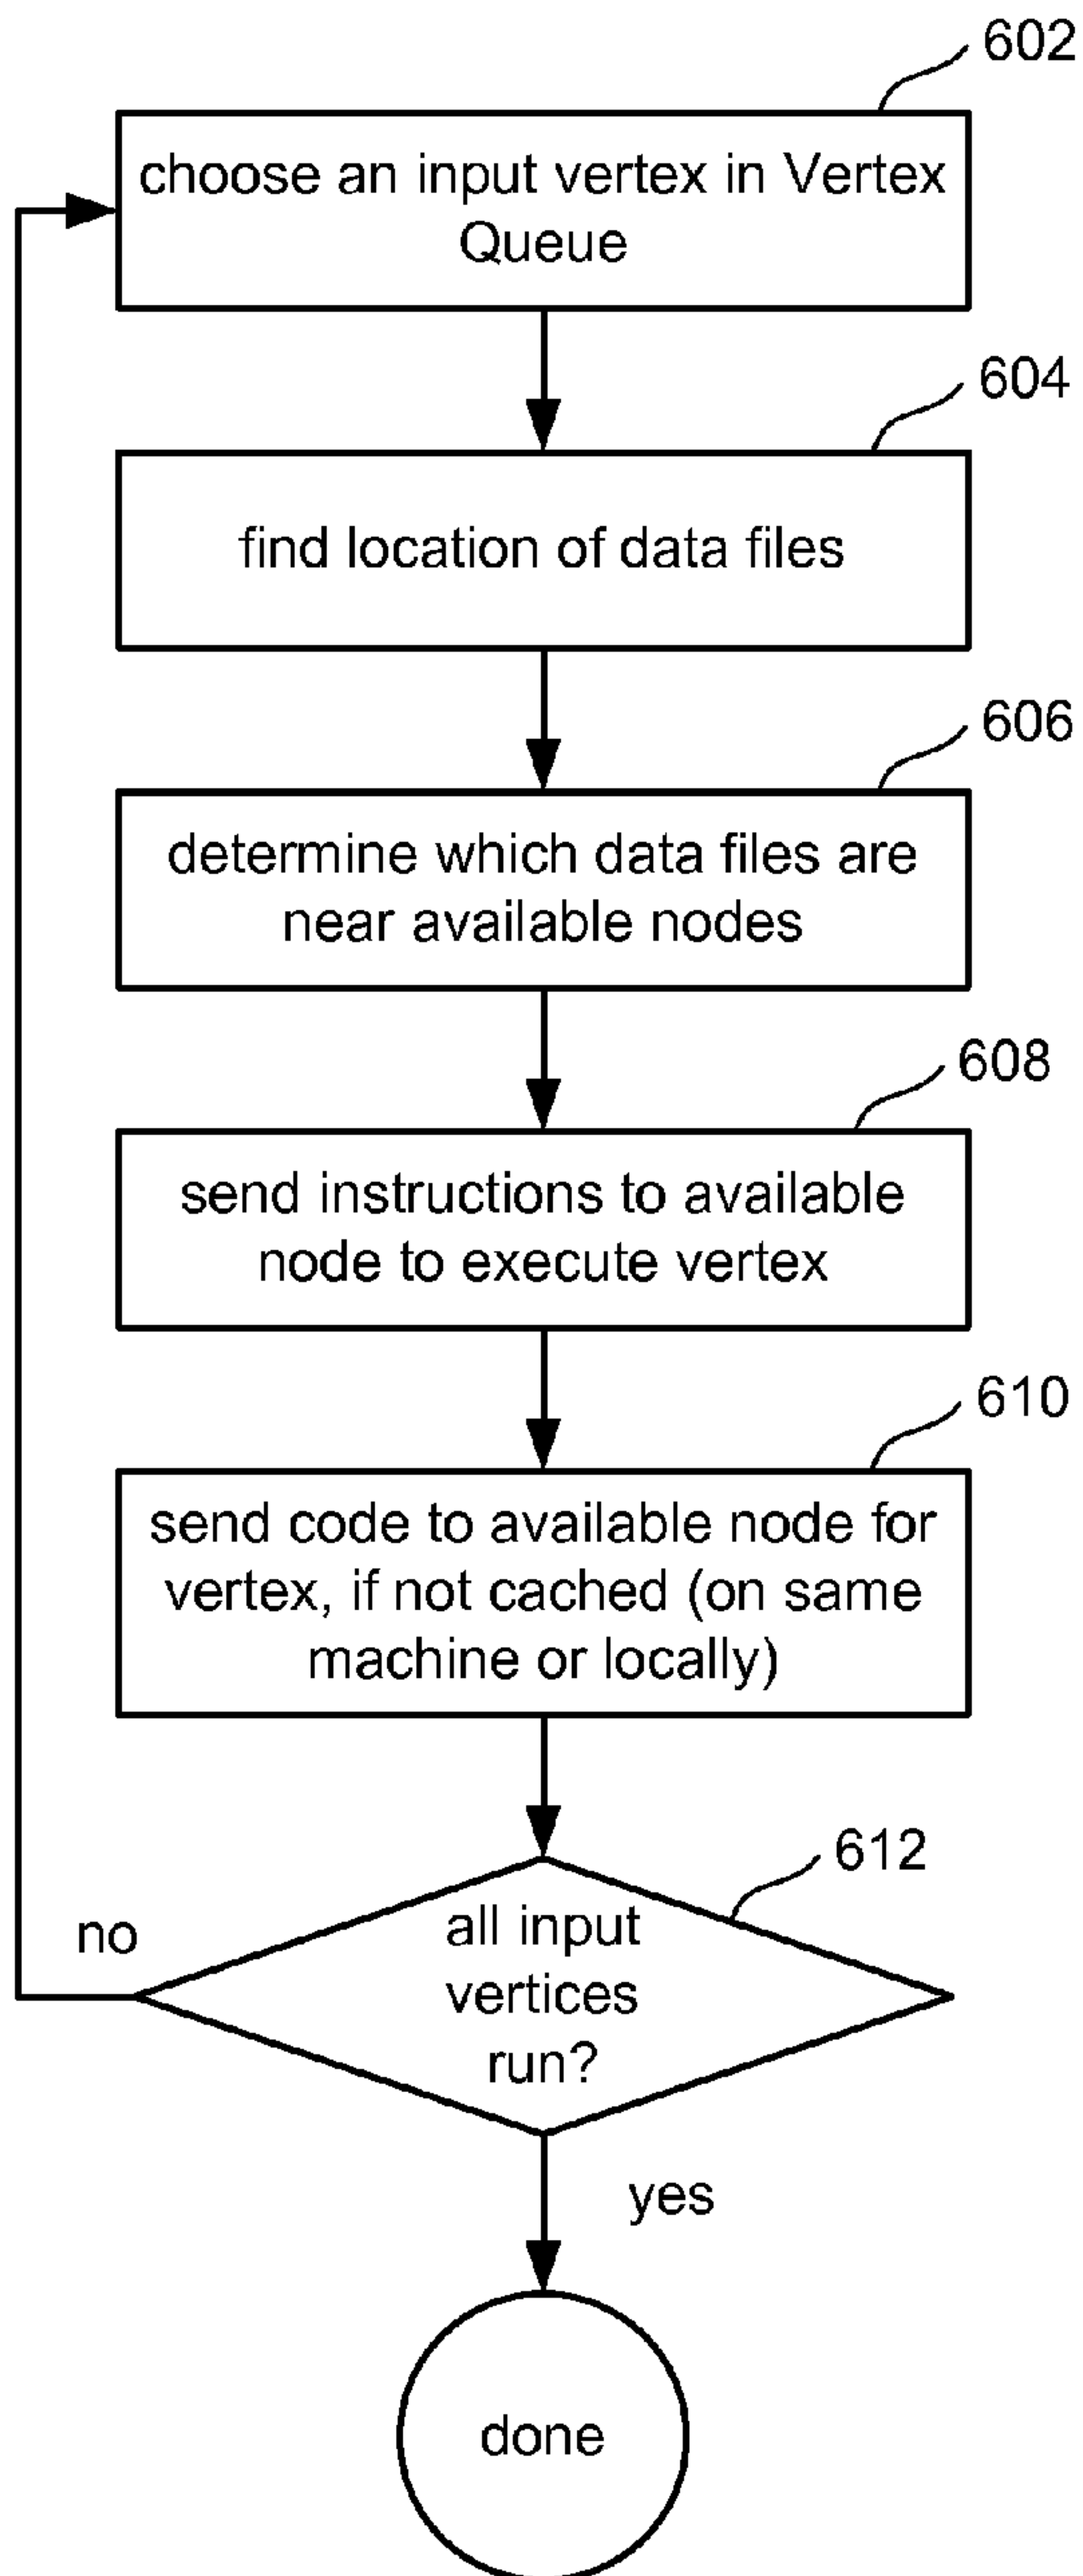 602
choose an input vertex in Vertex
Queue
604
find location of data files
606
determine which data files are
near available nodes
608
send instructions to available
node to execute vertex
610
send code to available node for
vertex, if not cached (on same
machine or locally)
612
all input
vertices
run?
no
yes
done